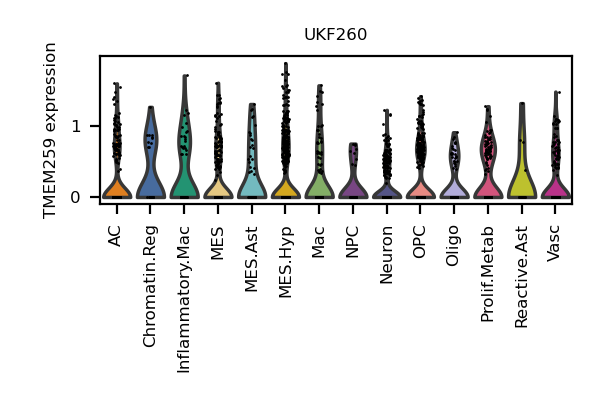 UKF260
TMEM259 expression
1
0
AC
Chromatin.Reg
Inflammatory.Mac
MES
MES.Ast
MES.Hyp
Mac
NPC
Neuron
OPC
Oligo
Prolif.Metab
Reactive.Ast
Vasc